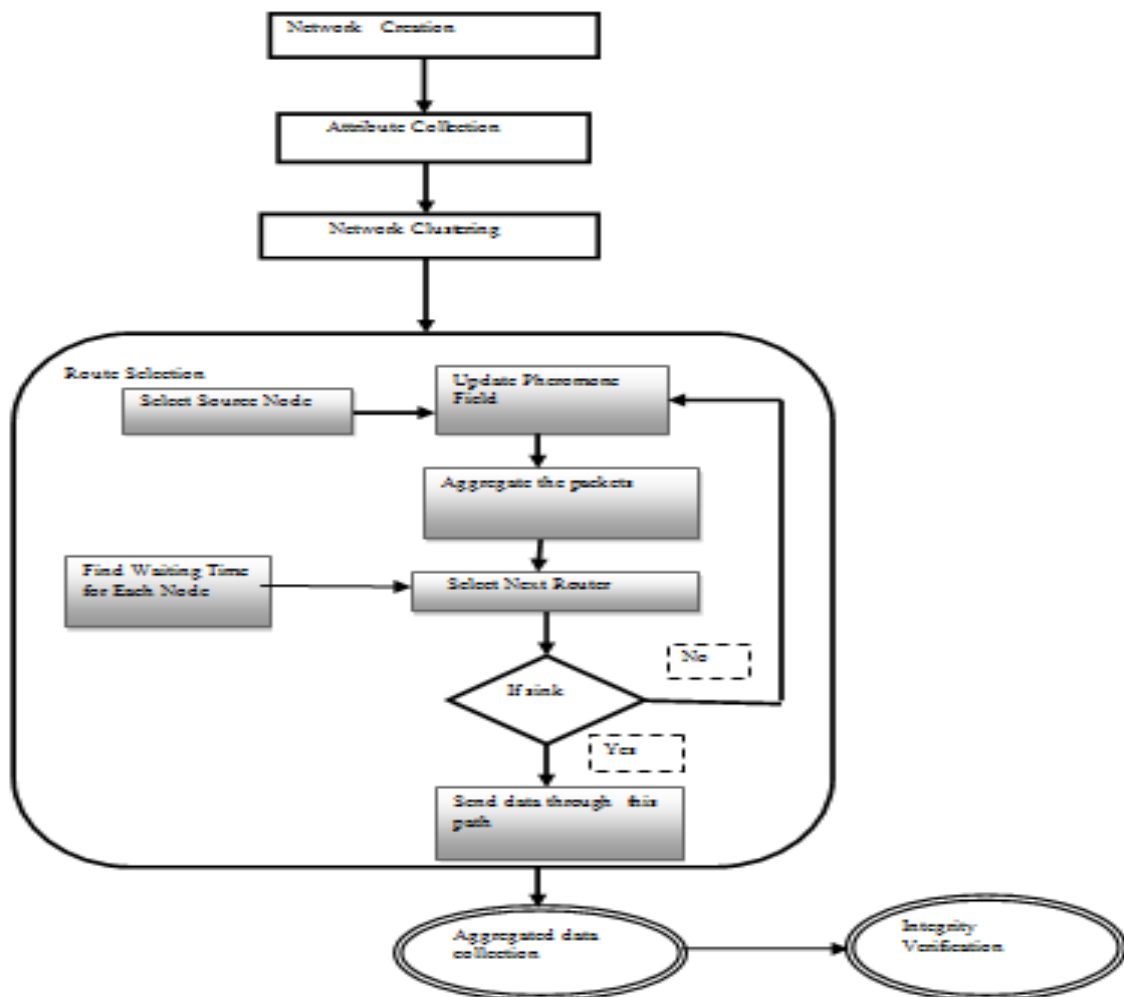 Network Creation
Attribute Collection
Network Clustering
Route Selection
Select Source Node
Update Pheromone
Field
Aggregate the packets
Find Waiting Time
for Each Node
Select Next Router
If sink
No
Yes
Send data through this
path
Aggregated data
collection
Integrity
Verification